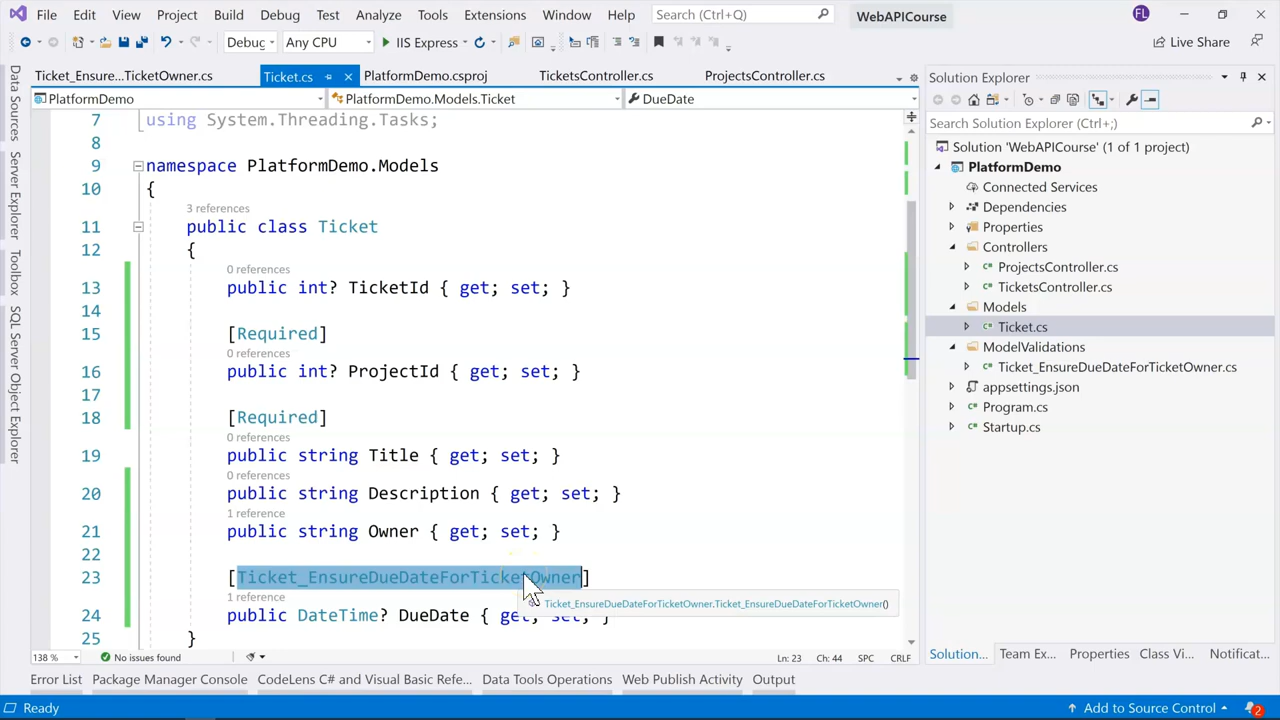 File Edit View Project Build Debug Test Analyze Tools Extensions Window Help Search (Ctrl+Q) WebAPICourse FL
Debug Any CPU IIS Express Live Share
Ticket_Ensure...TicketOwner.cs Ticket.cs PlatformDemo.csproj TicketsController.cs ProjectsController.cs
PlatformDemo PlatformDemo.Models.Ticket DueDate
7 using System.Threading.Tasks;
8
9 namespace PlatformDemo.Models
10 {
3 references
11 public class Ticket
12 {
0 references
13 public int? TicketId { get; set; }
14
15 [Required]
0 references
16 public int? ProjectId { get; set; }
17
18 [Required]
0 references
19 public string Title { get; set; }
0 references
20 public string Description { get; set; }
1 reference
21 public string Owner { get; set; }
22
23 [Ticket_EnsureDueDateForTicketOwner]
1 reference
Ticket_EnsureDueDateForTicketOwner.Ticket_EnsureDueDateForTicketOwner()
24 public DateTime? DueDate { get; set; }
25 }
138 % No issues found Ln: 23 Ch: 44 SPC CRLF
Error List Package Manager Console CodeLens C# and Visual Basic Refe... Data Tools Operations Web Publish Activity Output
Ready Add to Source Control 2
Data Sources
Server Explorer
Toolbox
SQL Server Object Explorer
Solution Explorer
Search Solution Explorer (Ctrl+;)
Solution 'WebAPICourse' (1 of 1 project)
PlatformDemo
Connected Services
Dependencies
Properties
Controllers
C# ProjectsController.cs
C# TicketsController.cs
Models
C# Ticket.cs
ModelValidations
C# Ticket_EnsureDueDateForTicketOwner.cs
appsettings.json
C# Program.cs
C# Startup.cs
Solution... Team Ex... Properties Class Vi... Notificat...